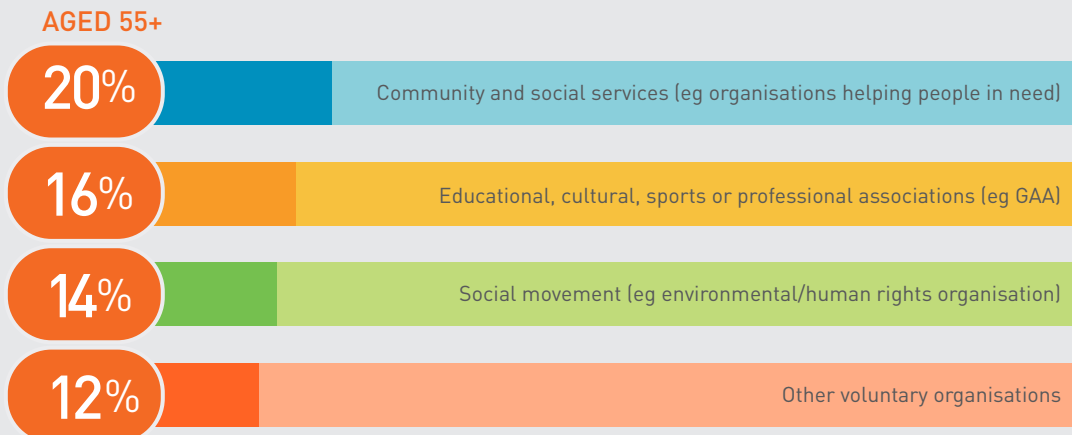 AGED 55+
20% Community and social services (eg organisations helping people in need)
16% Educational, cultural, sports or professional associations (eg GAA)
14% Social movement (eg environmental/human rights organisation)
12% Other voluntary organisations